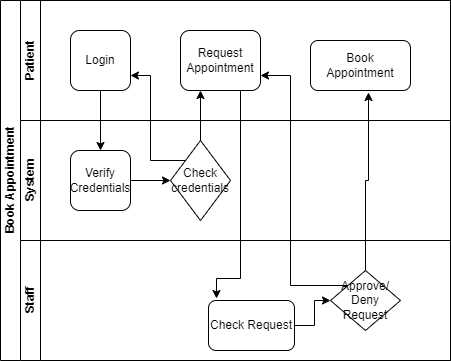 Book Appointment
Patient
Login
Request
Appointment
Book
Appointment
System
Verify
Credentials
Check
credentials
Staff
Check Request
Approve/
Deny
Request